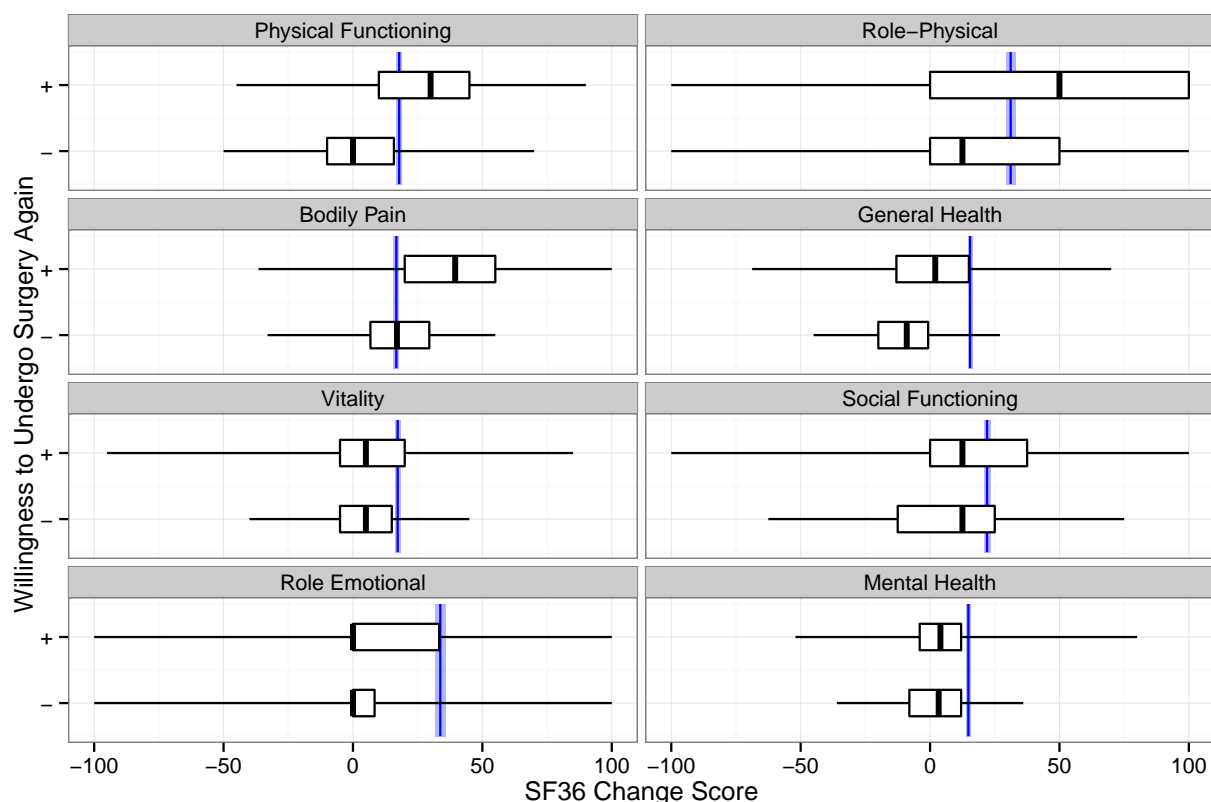 Physical Functioning
Role−Physical
+
−
Bodily Pain
General Health
+
−
Vitality
Social Functioning
+
−
Role Emotional
Mental Health
+
−
−100 −50 0 50 100 −100 −50 0 50 100
SF36 Change Score
Willingness to Undergo Surgery Again